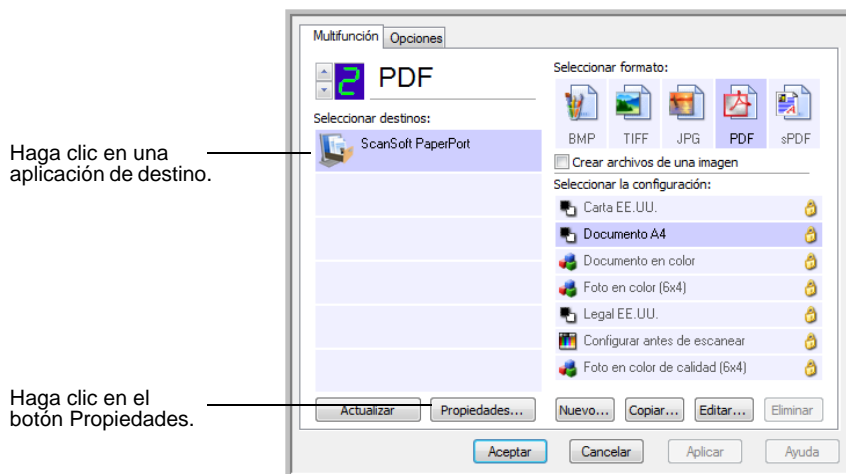 Multifunción Opciones
2 PDF
Seleccionar destinos:
ScanSoft PaperPort
Haga clic en una
aplicación de destino.
Seleccionar formato:
BMP TIFF JPG PDF sPDF
Crear archivos de una imagen
Seleccionar la configuración:
Carta EE.UU.
Documento A4
Documento en color
Foto en color (6x4)
Legal EE.UU.
Configurar antes de escanear
Foto en color de calidad (6x4)
Haga clic en el
botón Propiedades.
Actualizar Propiedades... Nuevo... Copiar... Editar... Eliminar
Aceptar Cancelar Aplicar Ayuda